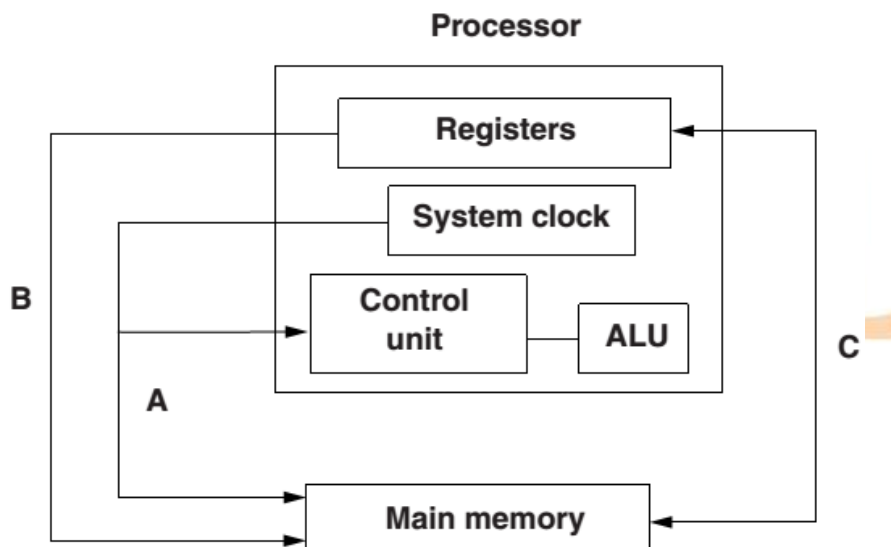 Processor
Registers
System clock
B
Control
unit
ALU
C
A
Main memory